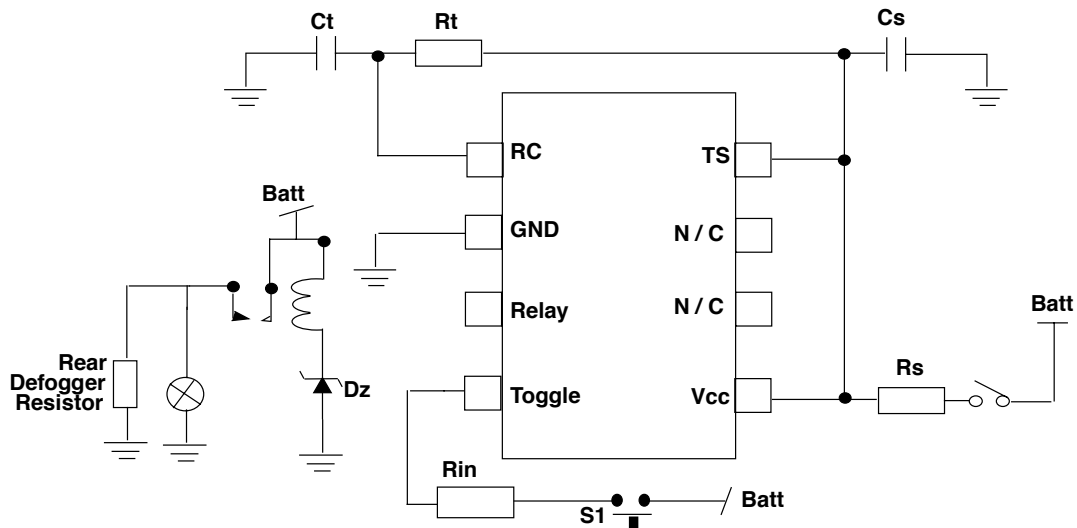 Ct
Rt
Cs
RC
TS
Batt
GND
N / C
Relay
N / C
Batt
Rear
Defogger
Resistor
Dz
Toggle
Vcc
Rs
Rin
S1
Batt